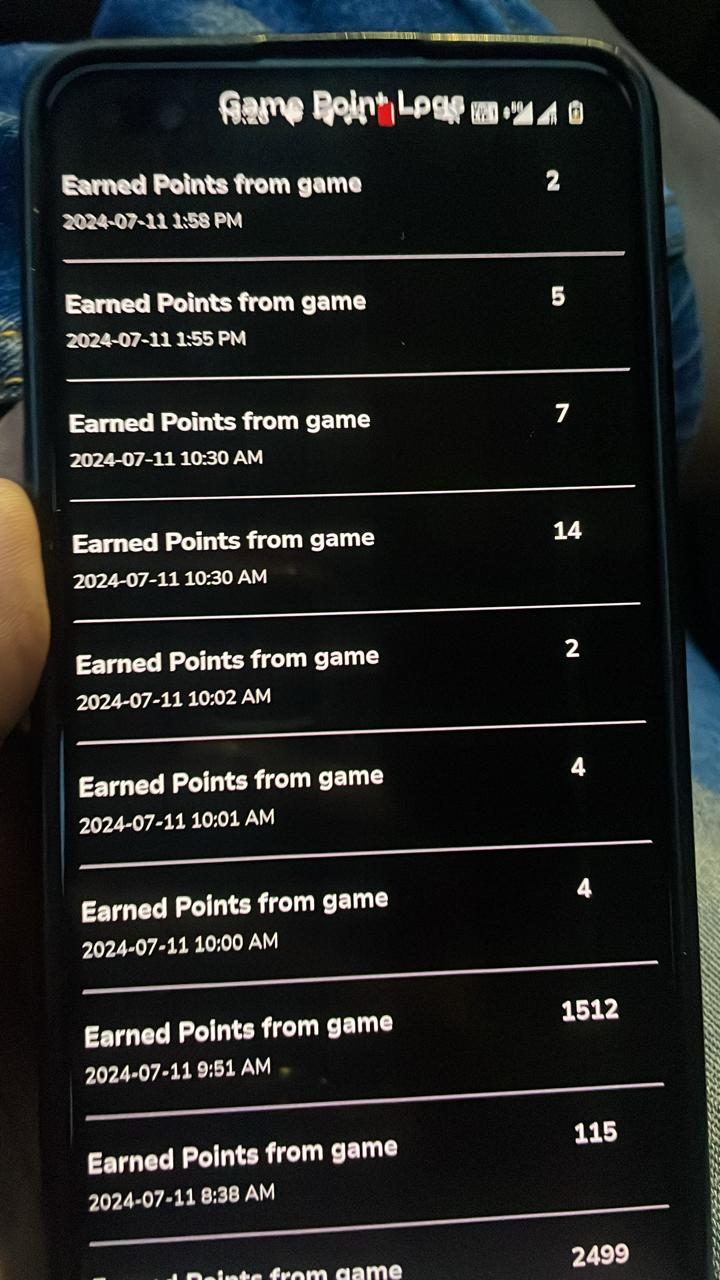 Game Point Logs
Earned Points from game 2
2024-07-11 1:58 PM
Earned Points from game 5
2024-07-11 1:55 PM
Earned Points from game 7
2024-07-11 10:30 AM
Earned Points from game 14
2024-07-11 10:30 AM
Earned Points from game 2
2024-07-11 10:02 AM
Earned Points from game 4
2024-07-11 10:01 AM
Earned Points from game 4
2024-07-11 10:00 AM
Earned Points from game 1512
2024-07-11 9:51 AM
Earned Points from game 115
2024-07-11 8:38 AM
Points from game 2499